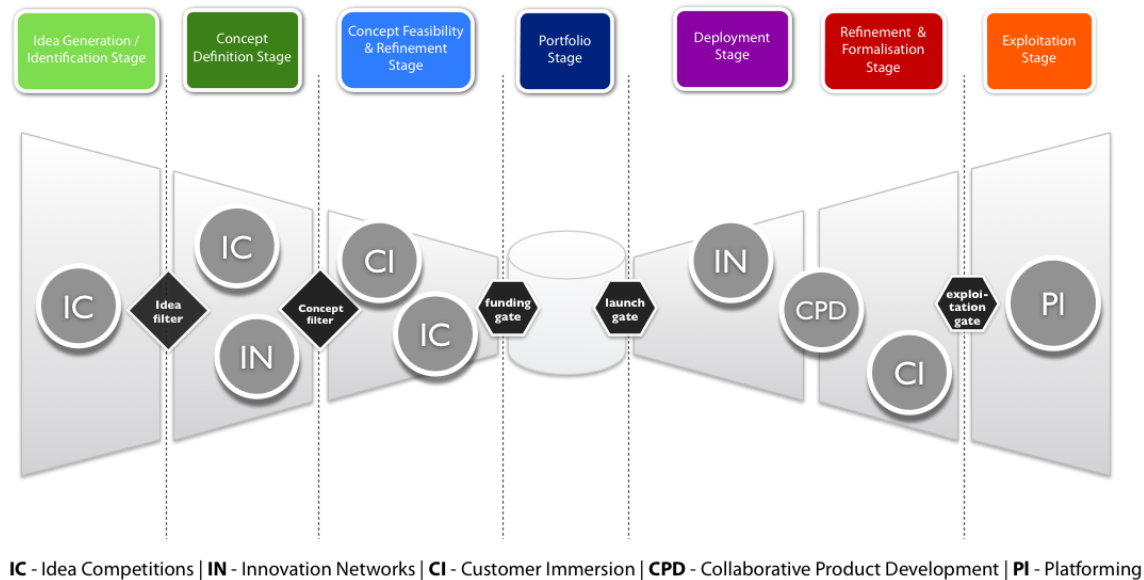 Idea Generation /
Identification Stage
Concept
Definition Stage
Concept Feasibility
& Refinement
Stage
Portfolio
Stage
Deployment
Stage
Refinement &
Formalisation
Stage
Exploitation
Stage
IC
Idea
filter
IC
IN
Concept
filter
CI
IC
funding
gate
launch
gate
IN
CPD
CI
exploi-
tation
gate
PI
IC - Idea Competitions | IN - Innovation Networks | CI - Customer Immersion | CPD - Collaborative Product Development | PI - Platforming